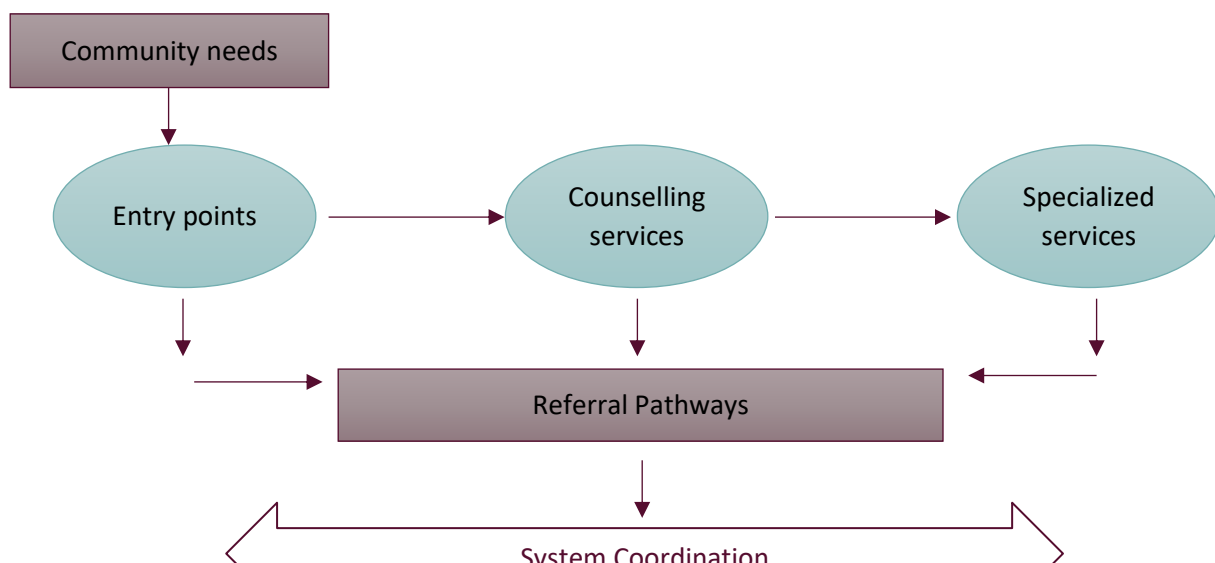 Community needs
Entry points
Counselling
services
Specialized
services
Referral Pathways
System Coordination